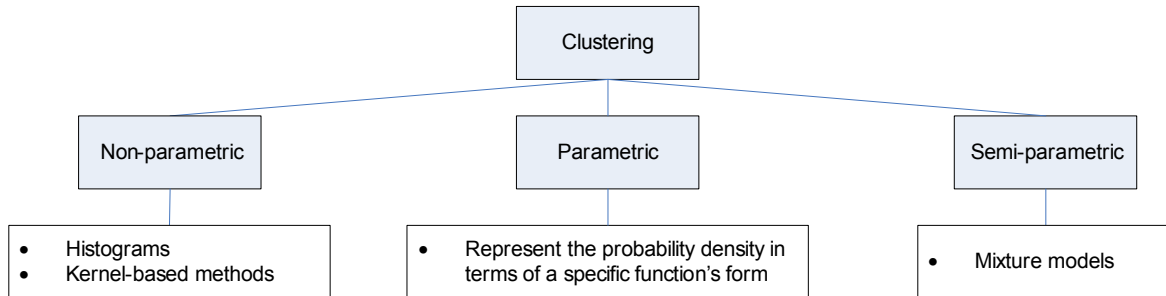 Clustering
Non-parametric
Parametric
Semi-parametric
• Histograms
• Kernel-based methods
• Represent the probability density in
terms of a specific function's form
• Mixture models